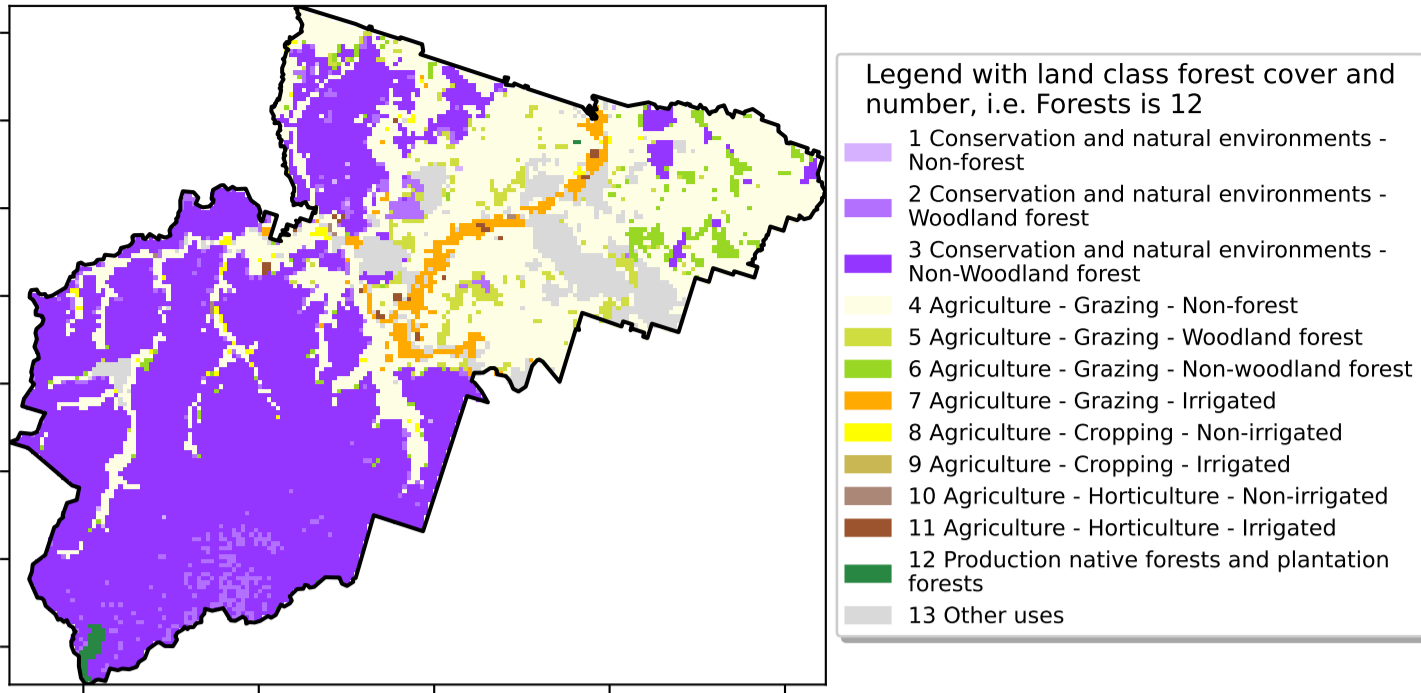 Legend with land class forest cover and
number, i.e. Forests is 12
1 Conservation and natural environments -
Non-forest
2 Conservation and natural environments -
Woodland forest
3 Conservation and natural environments -
Non-Woodland forest
4 Agriculture - Grazing - Non-forest
5 Agriculture - Grazing - Woodland forest
6 Agriculture - Grazing - Non-woodland forest
7 Agriculture - Grazing - Irrigated
8 Agriculture - Cropping - Non-irrigated
9 Agriculture - Cropping - Irrigated
10 Agriculture - Horticulture - Non-irrigated
11 Agriculture - Horticulture - Irrigated
12 Production native forests and plantation
forests
13 Other uses